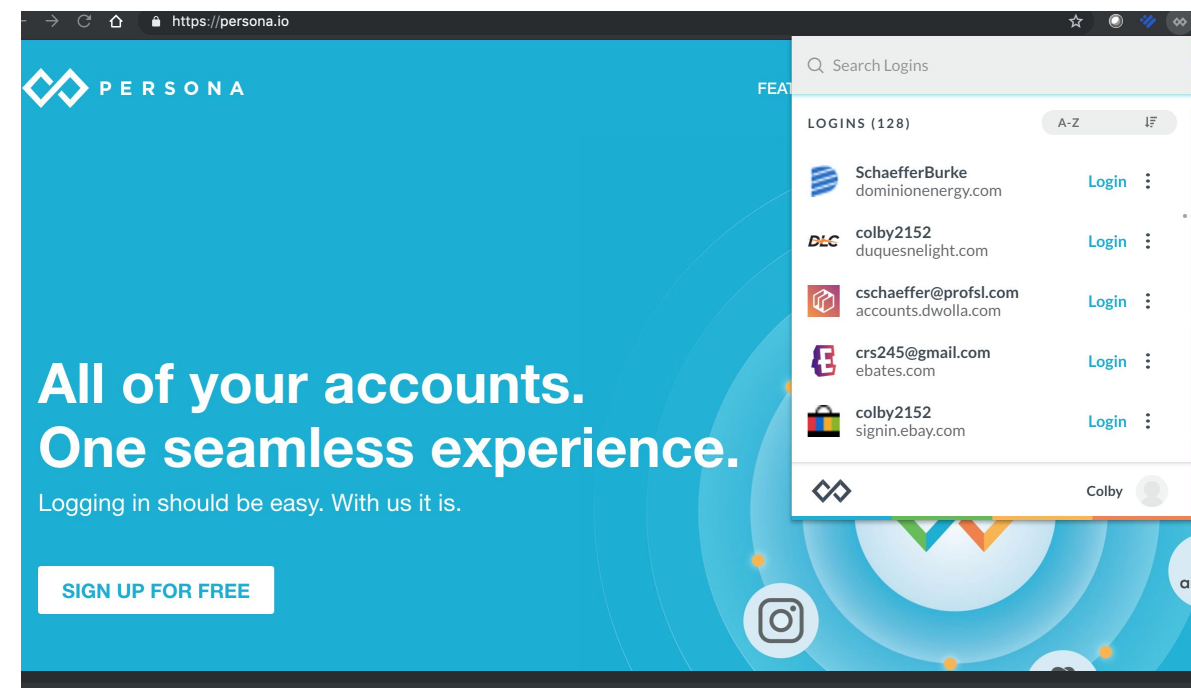 https://persona.io
PERSONA
FEAT
Search Logins
LOGINS (128)
A-Z
SchaefferBurke
dominionenergy.com
Login
DLC
colby2152
duquesnelight.com
Login
cschaeffer@profsl.com
accounts.dwolla.com
Login
crs245@gmail.com
ebates.com
Login
colby2152
signin.ebay.com
Login
Colby
All of your accounts.
One seamless experience.
Logging in should be easy. With us it is.
SIGN UP FOR FREE
a